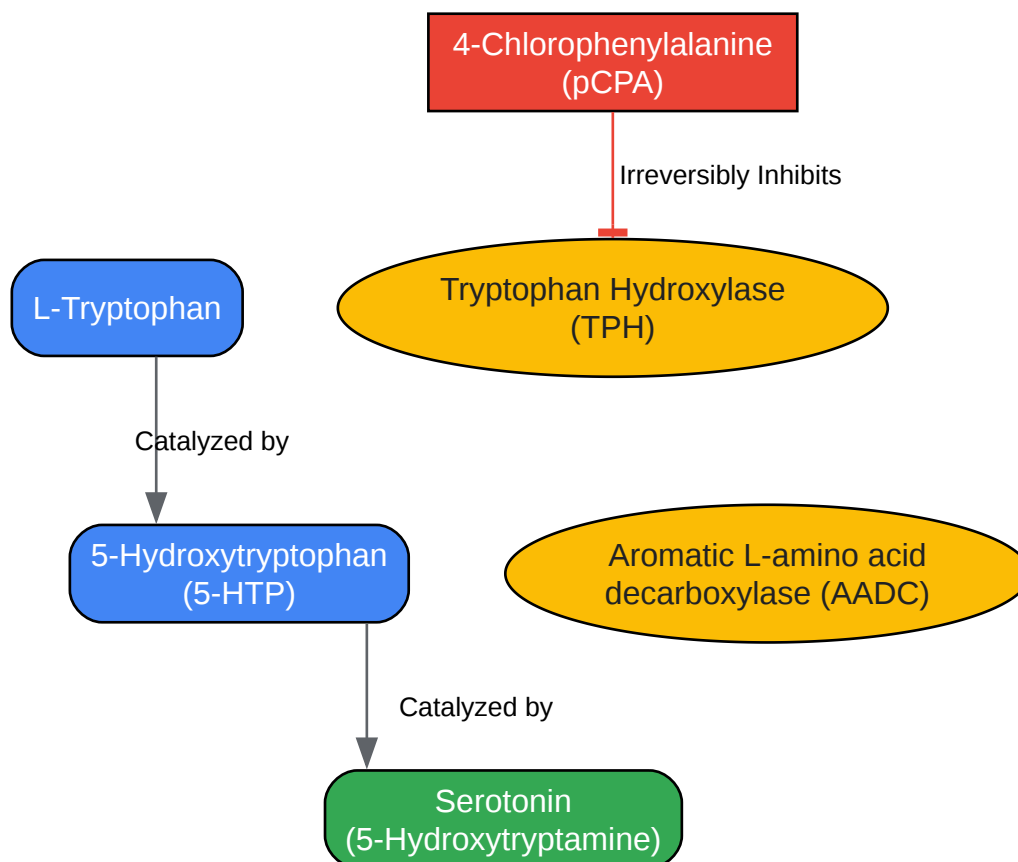 4-Chlorophenylalanine
(pCPA)
Irreversibly Inhibits
L-Tryptophan
Tryptophan Hydroxylase
(TPH)
Catalyzed by
5-Hydroxytryptophan
(5-HTP)
Aromatic L-amino acid
decarboxylase (AADC)
Catalyzed by
Serotonin
(5-Hydroxytryptamine)